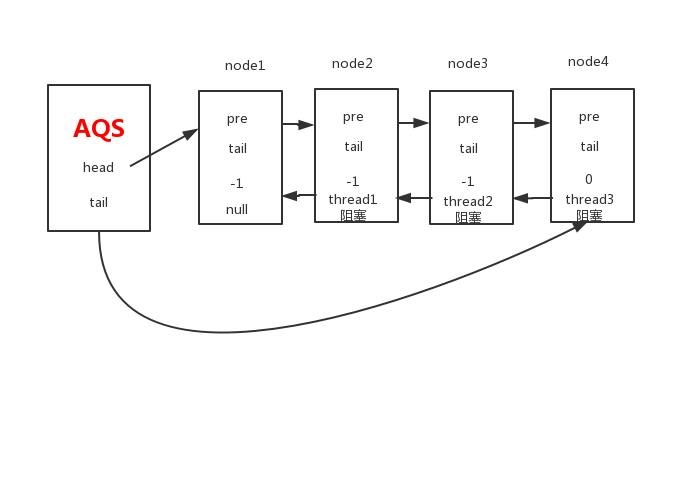 AQS
head
tail
node1
pre
tail
-1
null
node2
pre
tail
-1
thread1
阻塞
node3
pre
tail
-1
thread2
阻塞
node4
pre
tail
0
thread3
阻塞